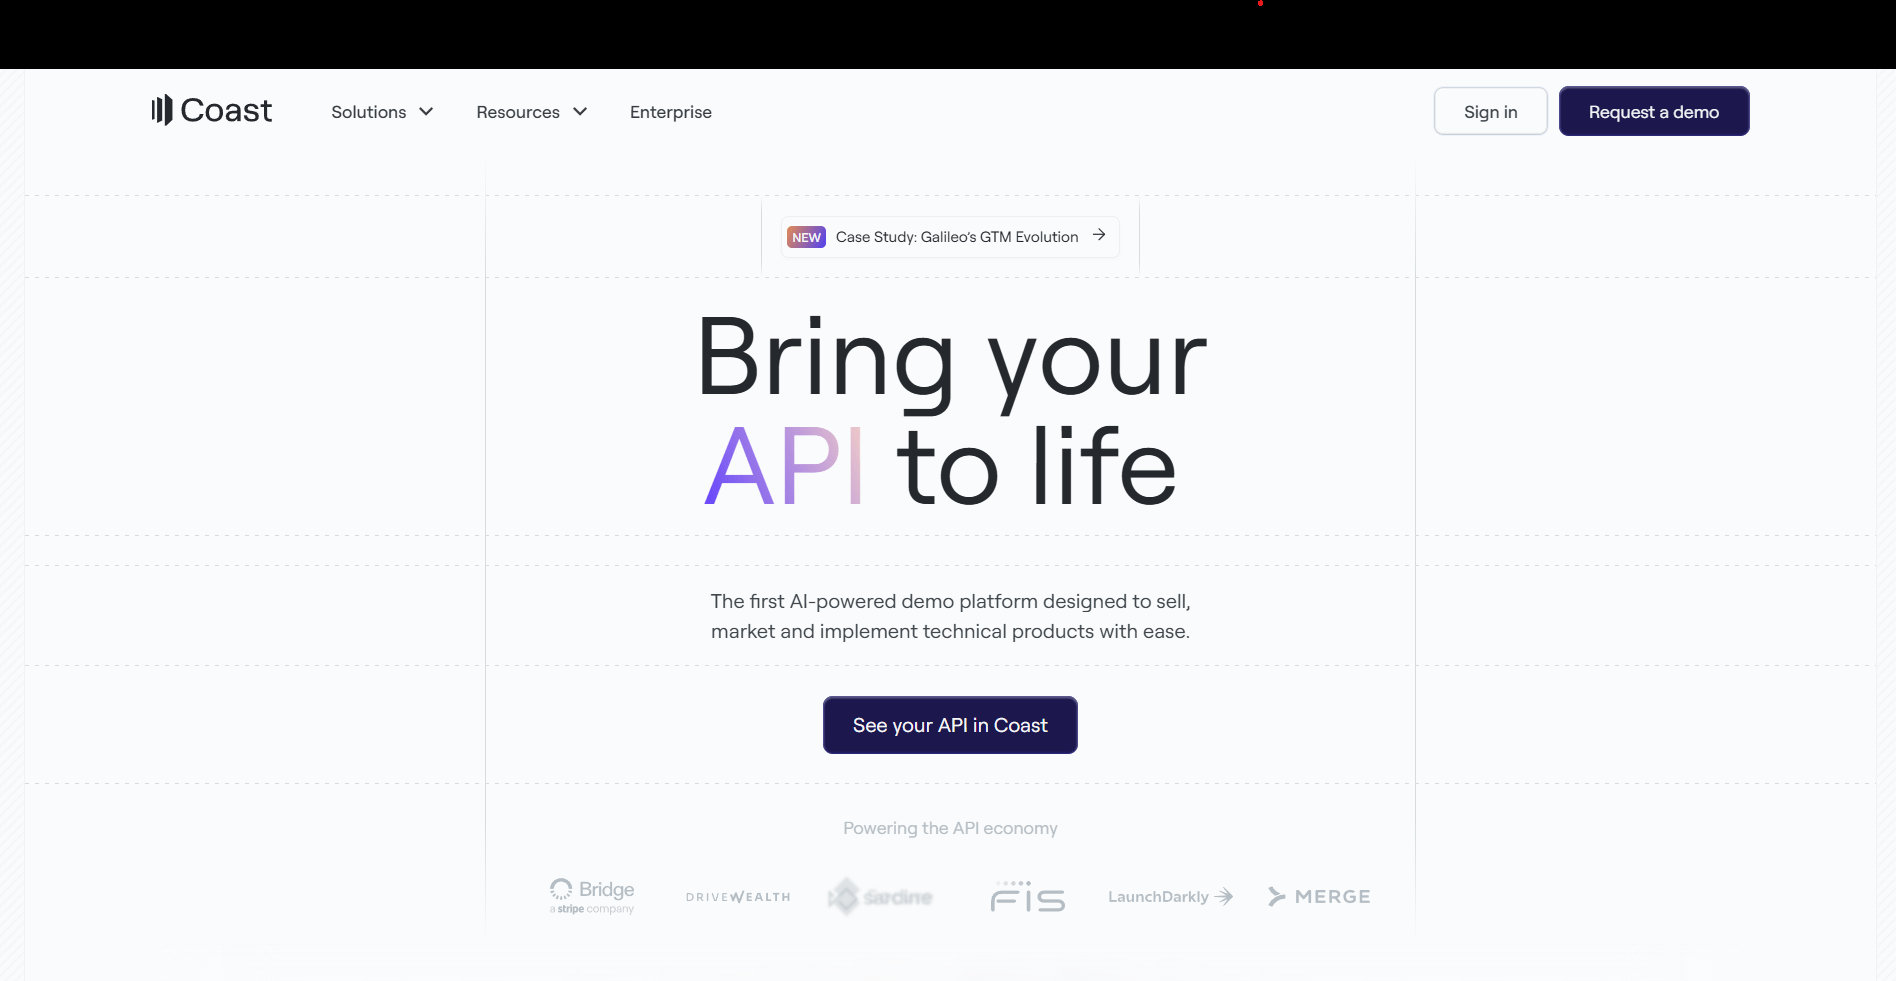 Coast
Solutions
Resources
Enterprise
Sign in
Request a demo
NEW Case Study: Galileo's GTM Evolution
Bring your
API to life
The first AI-powered demo platform designed to sell,
market and implement technical products with ease.
See your API in Coast
Powering the API economy
Bridge
a stripe company
DRIVEWEALTH
FIS
LaunchDarkly
MERGE